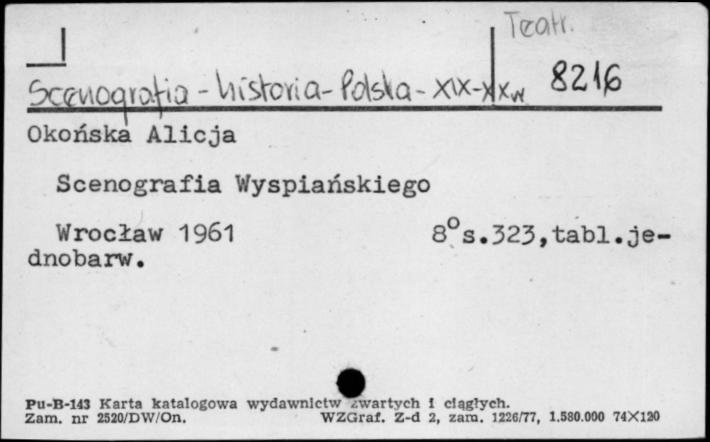 Teatr.
Scenografia - historia - Polska - XIX-XXw 8216
Okońska Alicja
Scenografia Wyspiańskiego
Wrocław 1961 8° s.323,tabl.je-
dnobarw.
Pu-B-143 Karta katalogowa wydawnictw zwartych i ciągłych.
Zam. nr 2520/DW/On. WZGraf. Z-d 2, zam. 1226/77, 1.580.000 74×120